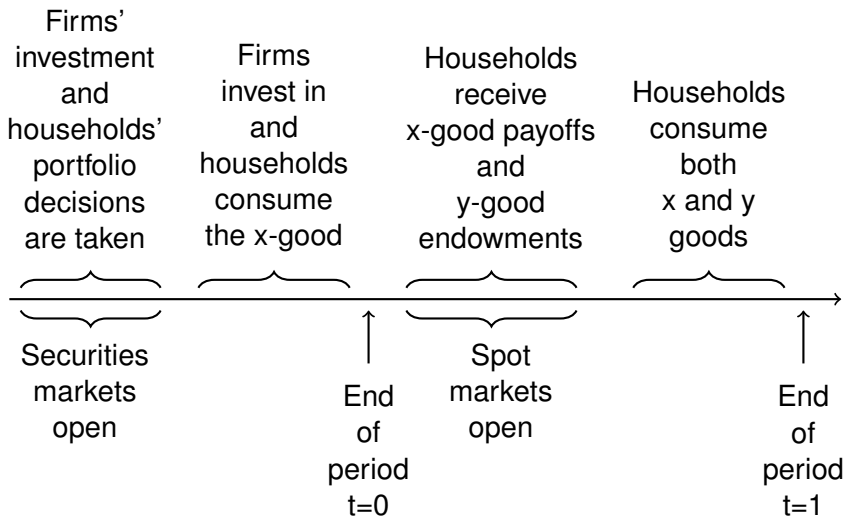 Firms'
investment
and
households'
portfolio
decisions
are taken
Firms
invest in
and
households
consume
the x-good
Households
receive
x-good payoffs
and
y-good
endowments
Households
consume
both
x and y
goods
Securities
markets
open
End
of
period
t=0
Spot
markets
open
End
of
period
t=1